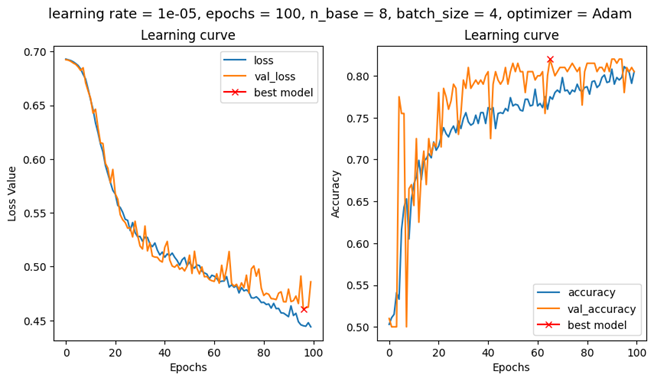 learning rate = 1e-05, epochs = 100, n_base = 8, batch_size = 4, optimizer = Adam
Learning curve
0.70
0.65
0.60
0.55
0.50
0.45
Loss Value
0 20 40 60 80 100
Epochs
loss
val_loss
best model
Learning curve
0.80
0.75
0.70
0.65
0.60
0.55
0.50
Accuracy
0 20 40 60 80 100
Epochs
accuracy
val_accuracy
best model